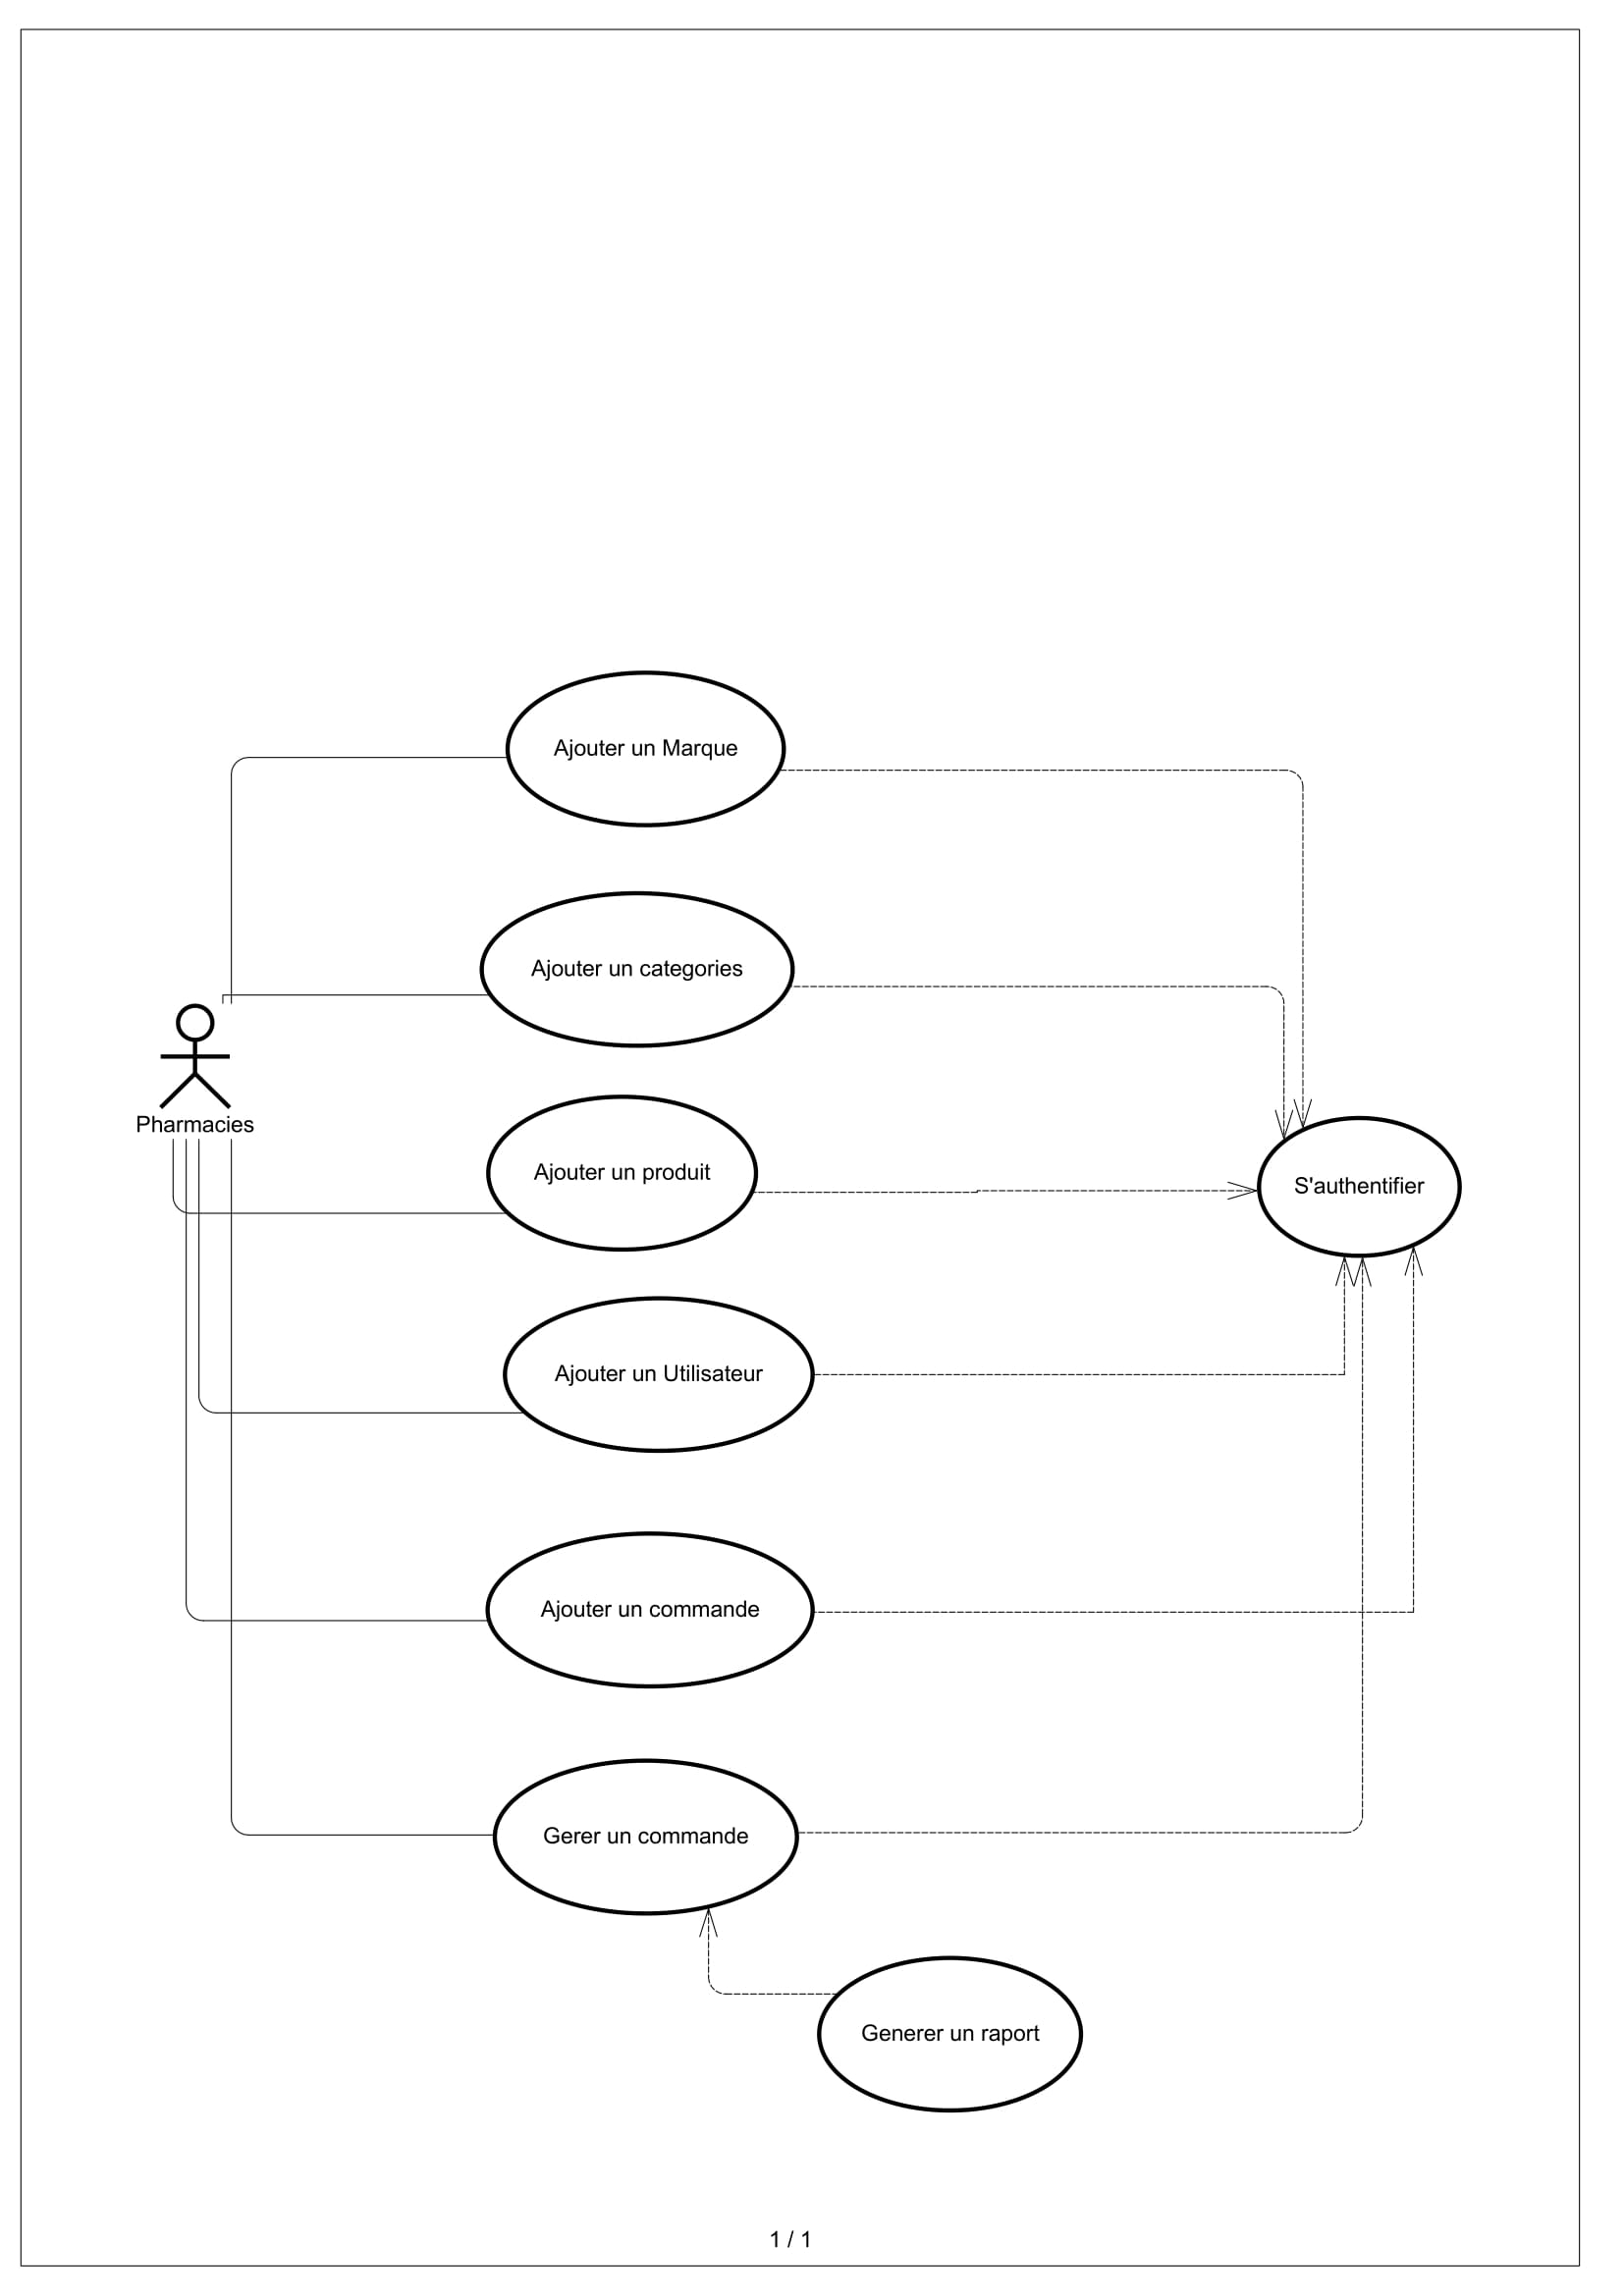 Ajouter un Marque
Ajouter un categories
Pharmacies
Ajouter un produit
S'authentifier
Ajouter un Utilisateur
Ajouter un commande
Gerer un commande
Generer un raport
1 / 1